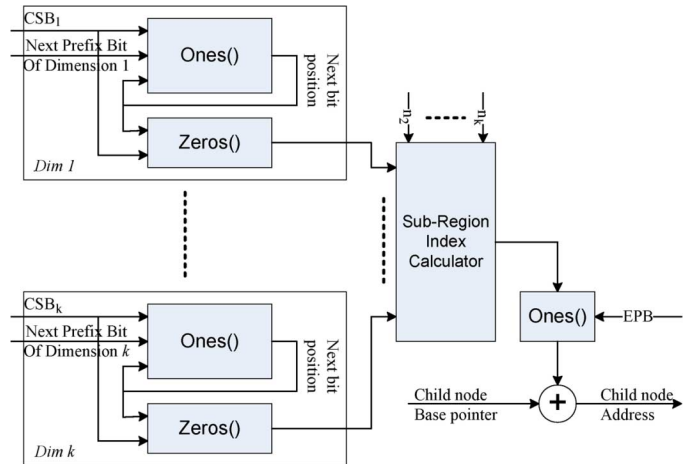 CSB1
Next Prefix Bit
Of Dimension 1
Ones()
Next bit
position
Zeros()
Dim 1
n2
nk
Sub-Region
Index
Calculator
CSBk
Next Prefix Bit
Of Dimension k
Ones()
Next bit
position
Zeros()
Dim k
Ones()
EPB
Child node
Base pointer
+
Child node
Address